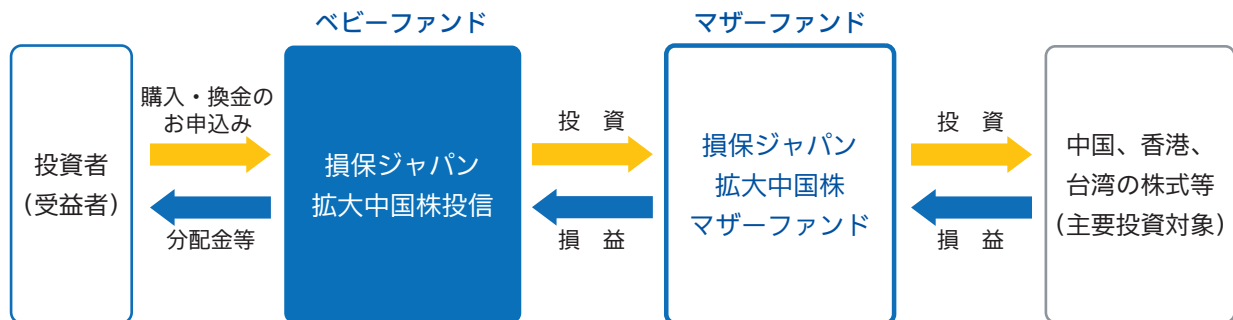 ベビーファンド
マザーファンド
投資者
（受益者）
購入・換金の
お申込み
分配金等
損保ジャパン
拡大中国株投信
投　資
損　益
損保ジャパン
拡大中国株
マザーファンド
投　資
損　益
中国、香港、
台湾の株式等
（主要投資対象）